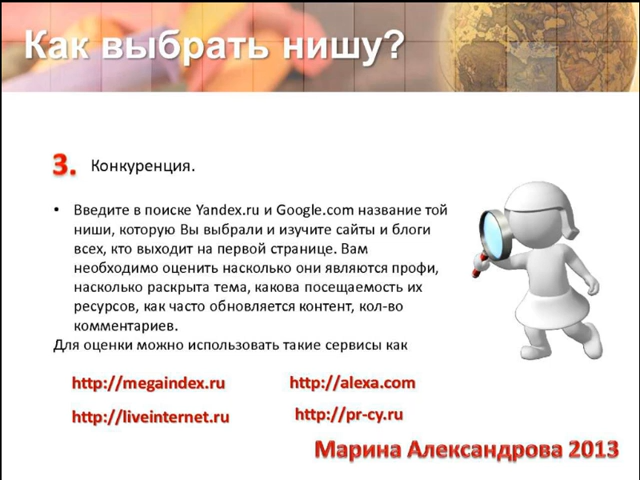 Как выбрать нишу?
3. Конкуренция.
• Введите в поиске Yandex.ru и Google.com название той
ниши, которую Вы выбрали и изучите сайты и блоги
всех, кто выходит на первой странице. Вам
необходимо оценить насколько они являются профи,
насколько раскрыта тема, какова посещаемость их
ресурсов, как часто обновляется контент, кол-во
комментариев.
Для оценки можно использовать такие сервисы как
http://megaindex.ru http://alexa.com
http://liveinternet.ru http://pr-cy.ru
Марина Александрова 2013